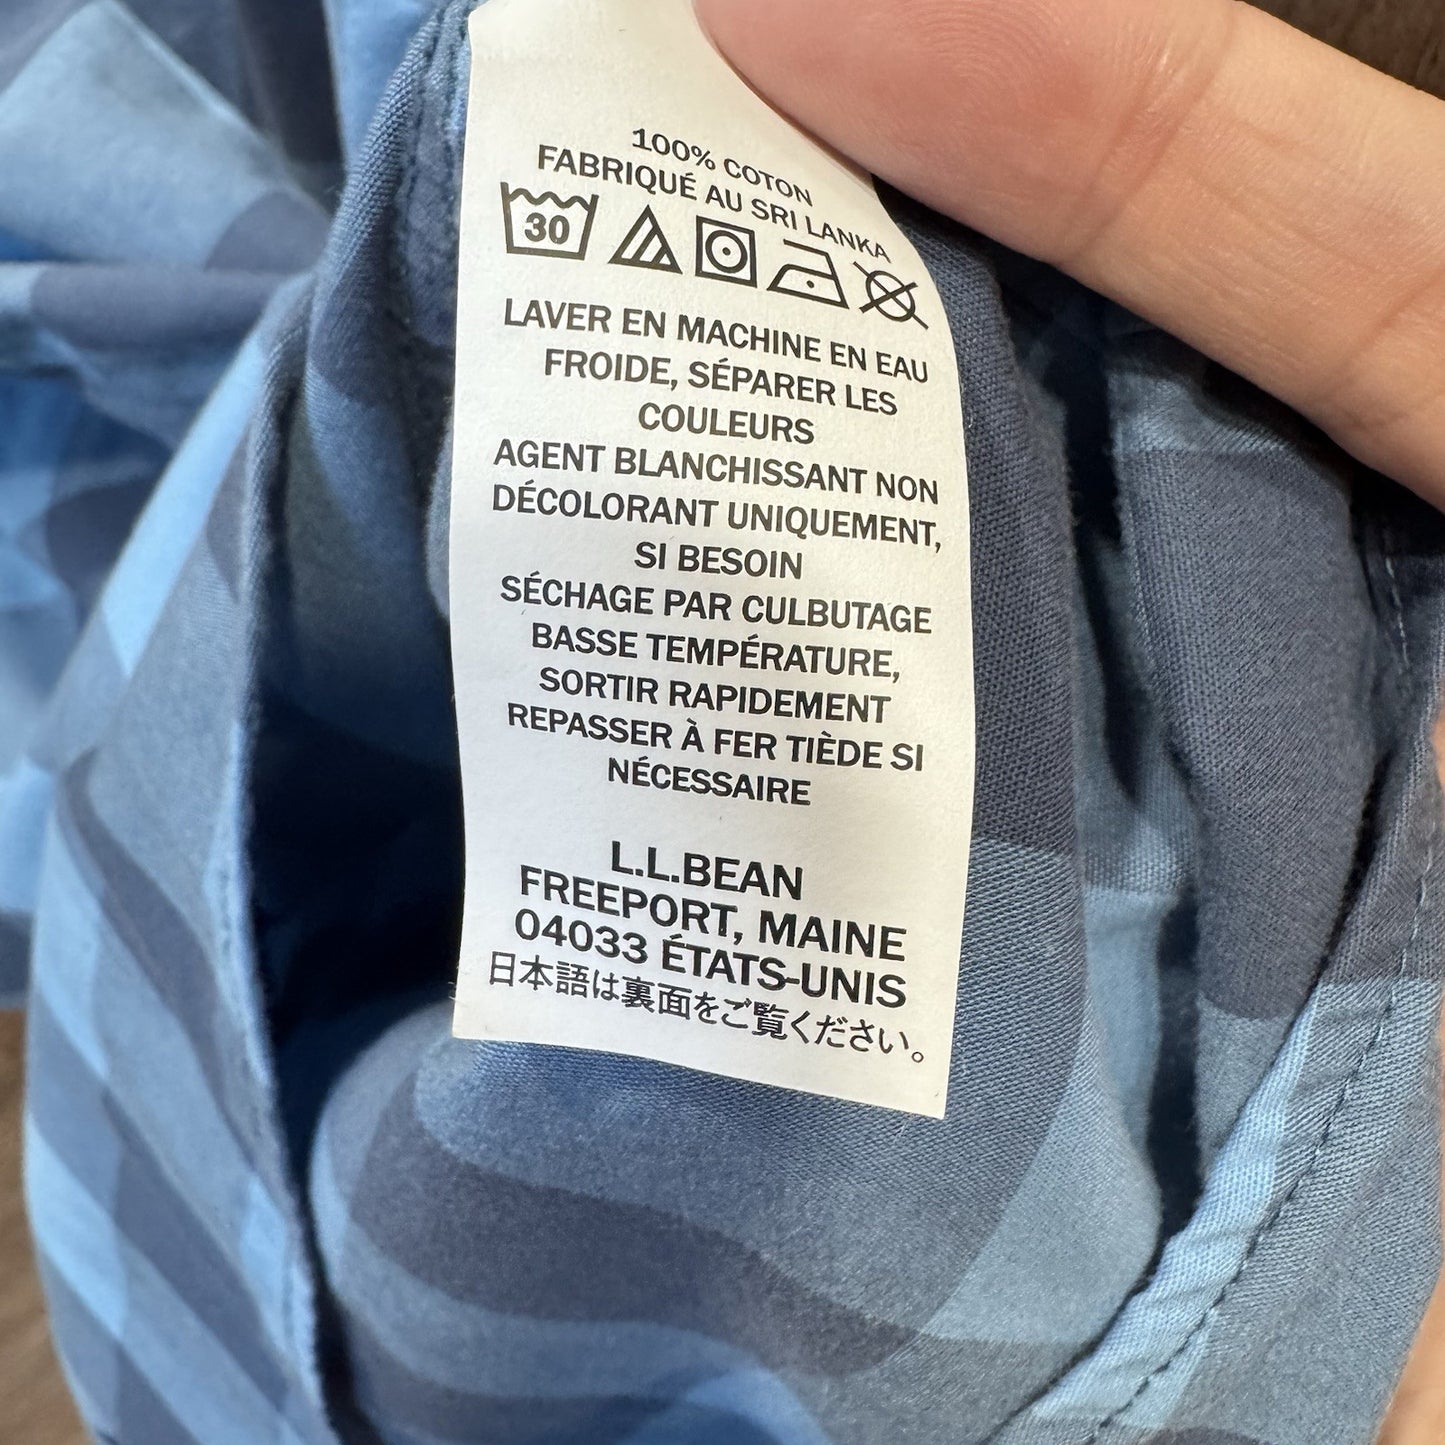 100% COTON
FABRIQUÉ AU SRI LANKA
30
LAVER EN MACHINE EN EAU
FROIDE, SÉPARER LES
COULEURS
AGENT BLANCHISSANT NON
DÉCOLORANT UNIQUEMENT,
SI BESOIN
SÉCHAGE PAR CULBUTAGE
BASSE TEMPÉRATURE,
SORTIR RAPIDEMENT
REPASSER À FER TIÈDE SI
NÉCESSAIRE
L.L.BEAN
FREEPORT, MAINE
04033 ÉTATS-UNIS
日本語は裏面をご覧ください。